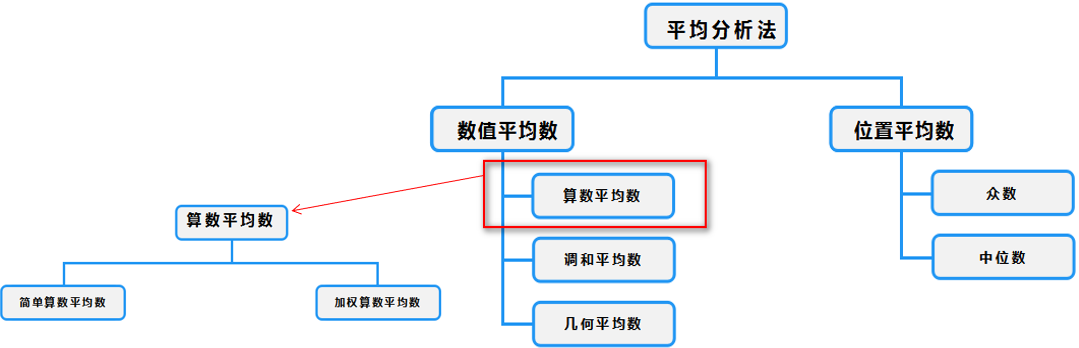 平均分析法
数值平均数
位置平均数
算数平均数
众数
算数平均数
调和平均数
中位数
简单算数平均数
加权算数平均数
几何平均数